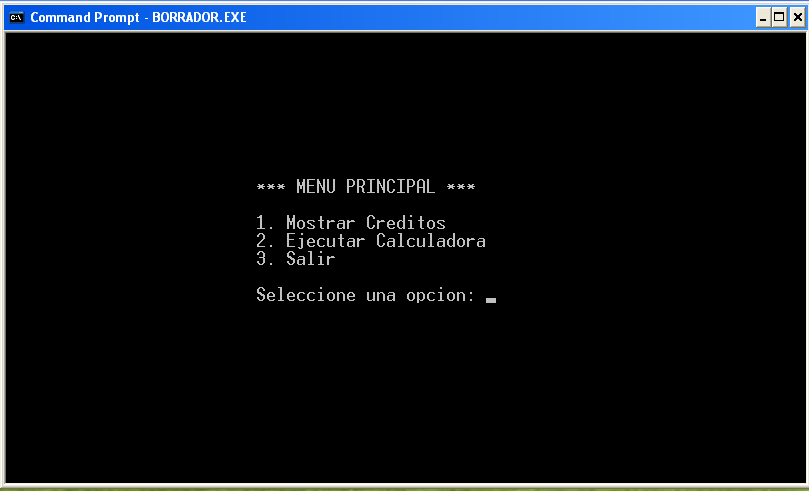 Command Prompt - BORRADOR.EXE
*** MENU PRINCIPAL ***
1. Mostrar Creditos
2. Ejecutar Calculadora
3. Salir
Seleccione una opcion: